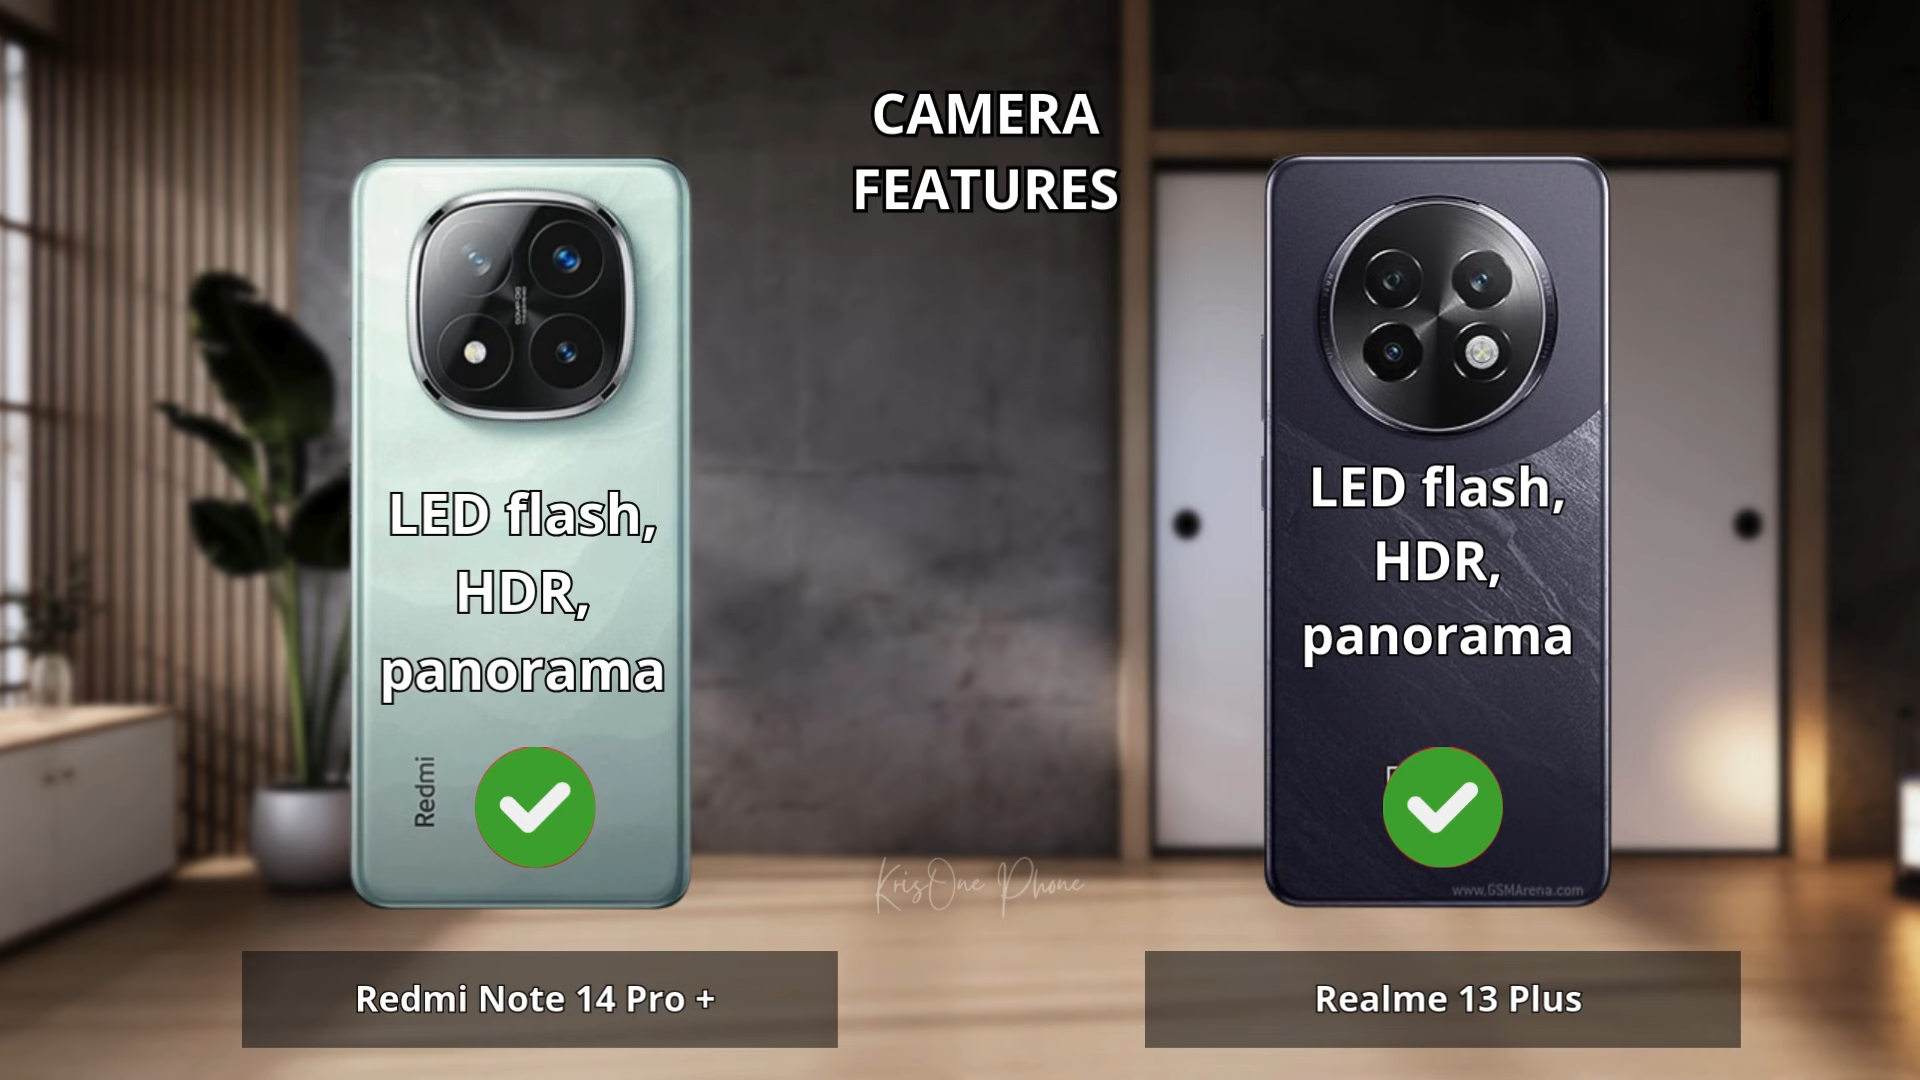 CAMERA
FEATURES
LED flash,
HDR,
panorama
Redmi
LED flash,
HDR,
panorama
www.GSMArena.com
KrisOne Phone
Redmi Note 14 Pro +
Realme 13 Plus